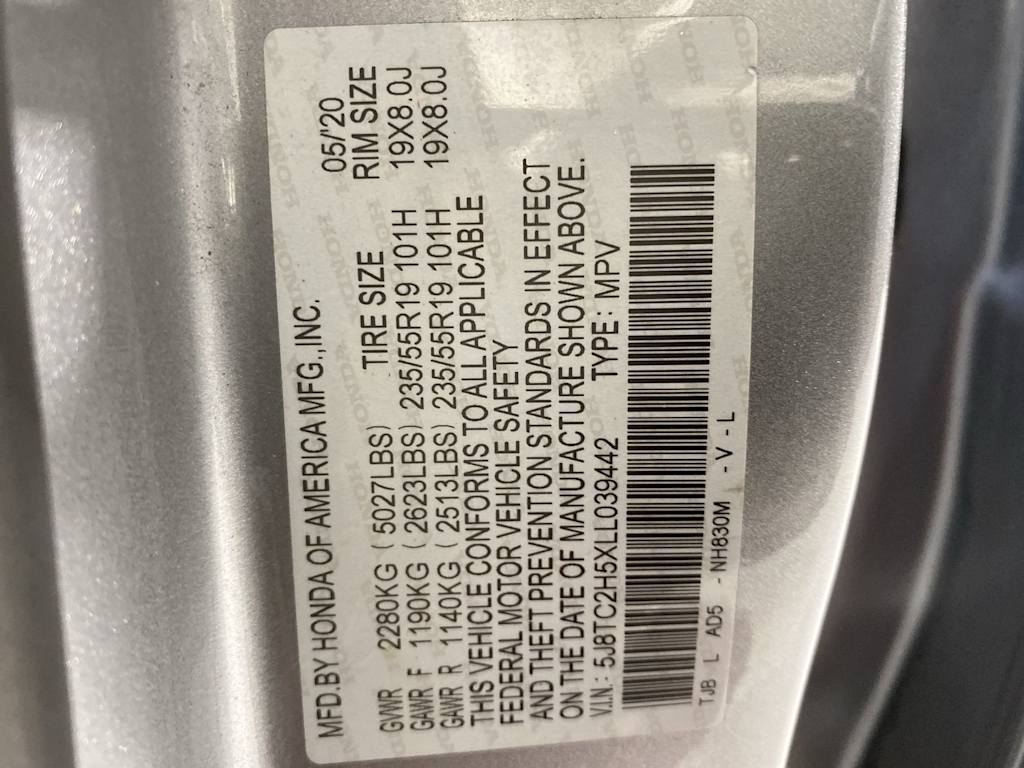 MFD.BY HONDA OF AMERICA MFG.,INC. 05/'20
GVWR 2280KG (5027LBS) TIRE SIZE RIM SIZE
GAWR F 1190KG (2623LBS) 235/55R19 101H 19X8.0J
GAWR R 1140KG (2513LBS) 235/55R19 101H 19X8.0J
THIS VEHICLE CONFORMS TO ALL APPLICABLE
FEDERAL MOTOR VEHICLE SAFETY
AND THEFT PREVENTION STANDARDS IN EFFECT
ON THE DATE OF MANUFACTURE SHOWN ABOVE.
V.I.N.: 5J8TC2H5XLL039442 TYPE: MPV
TJB L AD5 - NH830M - V - L